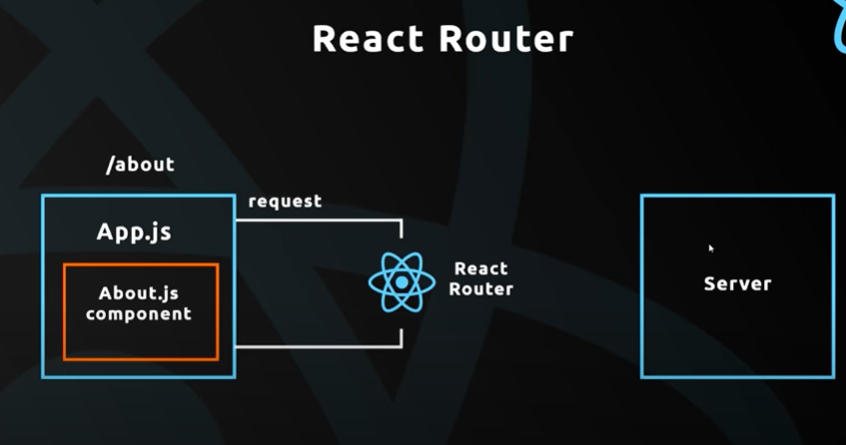 React Router
/about
request
App.js
About.js
component
React
Router
Server